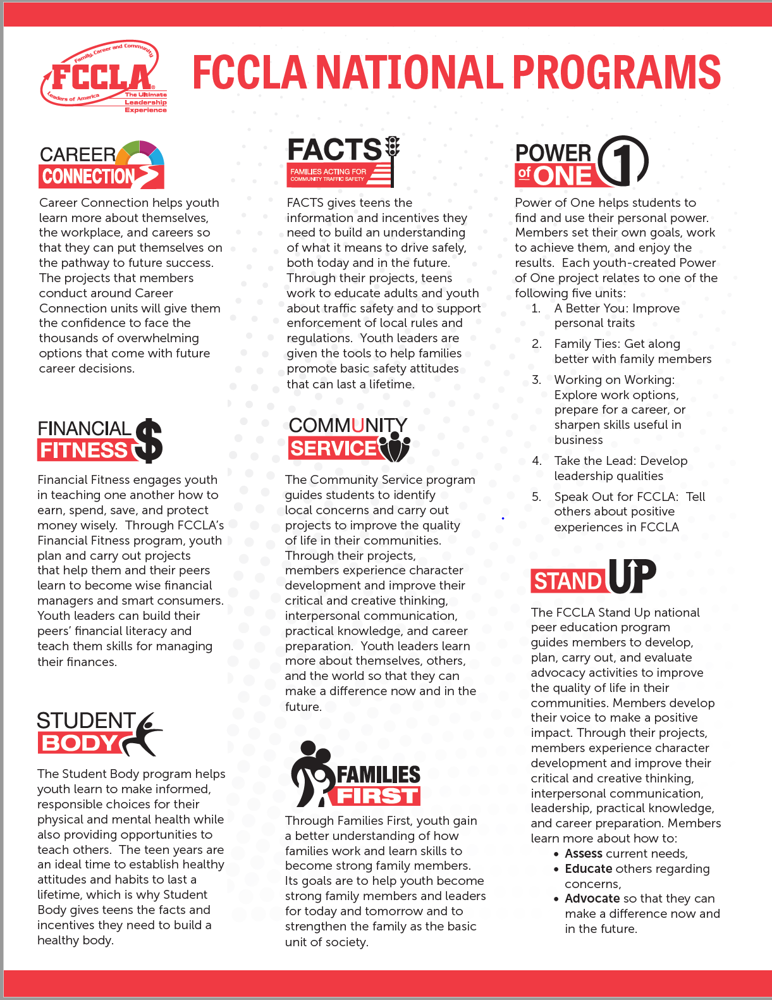 Family, Career and Community
FCCLA®
Leaders of America
The Ultimate
Leadership
Experience
FCCLA NATIONAL PROGRAMS
CAREER
CONNECTION
Career Connection helps youth
learn more about themselves,
the workplace, and careers so
that they can put themselves on
the pathway to future success.
The projects that members
conduct around Career
Connection units will give them
the confidence to face the
thousands of overwhelming
options that come with future
career decisions.
FINANCIAL $
FITNESS
Financial Fitness engages youth
in teaching one another how to
earn, spend, save, and protect
money wisely.  Through FCCLA's
Financial Fitness program, youth
plan and carry out projects
that help them and their peers
learn to become wise financial
managers and smart consumers.
Youth leaders can build their
peers' financial literacy and
teach them skills for managing
their finances.
STUDENT
BODY
The Student Body program helps
youth learn to make informed,
responsible choices for their
physical and mental health while
also providing opportunities to
teach others.  The teen years are
an ideal time to establish healthy
attitudes and habits to last a
lifetime, which is why Student
Body gives teens the facts and
incentives they need to build a
healthy body.
FACTS
FAMILIES ACTING FOR
COMMUNITY TRAFFIC SAFETY
FACTS gives teens the
information and incentives they
need to build an understanding
of what it means to drive safely,
both today and in the future.
Through their projects, teens
work to educate adults and youth
about traffic safety and to support
enforcement of local rules and
regulations.  Youth leaders are
given the tools to help families
promote basic safety attitudes
that can last a lifetime.
COMMUNITY
SERVICE
The Community Service program
guides students to identify
local concerns and carry out
projects to improve the quality
of life in their communities.
Through their projects,
members experience character
development and improve their
critical and creative thinking,
interpersonal communication,
practical knowledge, and career
preparation.  Youth leaders learn
more about themselves, others,
and the world so that they can
make a difference now and in the
future.
FAMILIES
FIRST
Through Families First, youth gain
a better understanding of how
families work and learn skills to
become strong family members.
Its goals are to help youth become
strong family members and leaders
for today and tomorrow and to
strengthen the family as the basic
unit of society.
POWER
of ONE 1
Power of One helps students to
find and use their personal power.
Members set their own goals, work
to achieve them, and enjoy the
results.  Each youth-created Power
of One project relates to one of the
following five units:
1. A Better You: Improve
personal traits
2. Family Ties: Get along
better with family members
3. Working on Working:
Explore work options,
prepare for a career, or
sharpen skills useful in
business
4. Take the Lead: Develop
leadership qualities
5. Speak Out for FCCLA:  Tell
others about positive
experiences in FCCLA
STAND UP
The FCCLA Stand Up national
peer education program
guides members to develop,
plan, carry out, and evaluate
advocacy activities to improve
the quality of life in their
communities. Members develop
their voice to make a positive
impact. Through their projects,
members experience character
development and improve their
critical and creative thinking,
interpersonal communication,
leadership, practical knowledge,
and career preparation. Members
learn more about how to:
• Assess current needs,
• Educate others regarding
concerns,
• Advocate so that they can
make a difference now and
in the future.